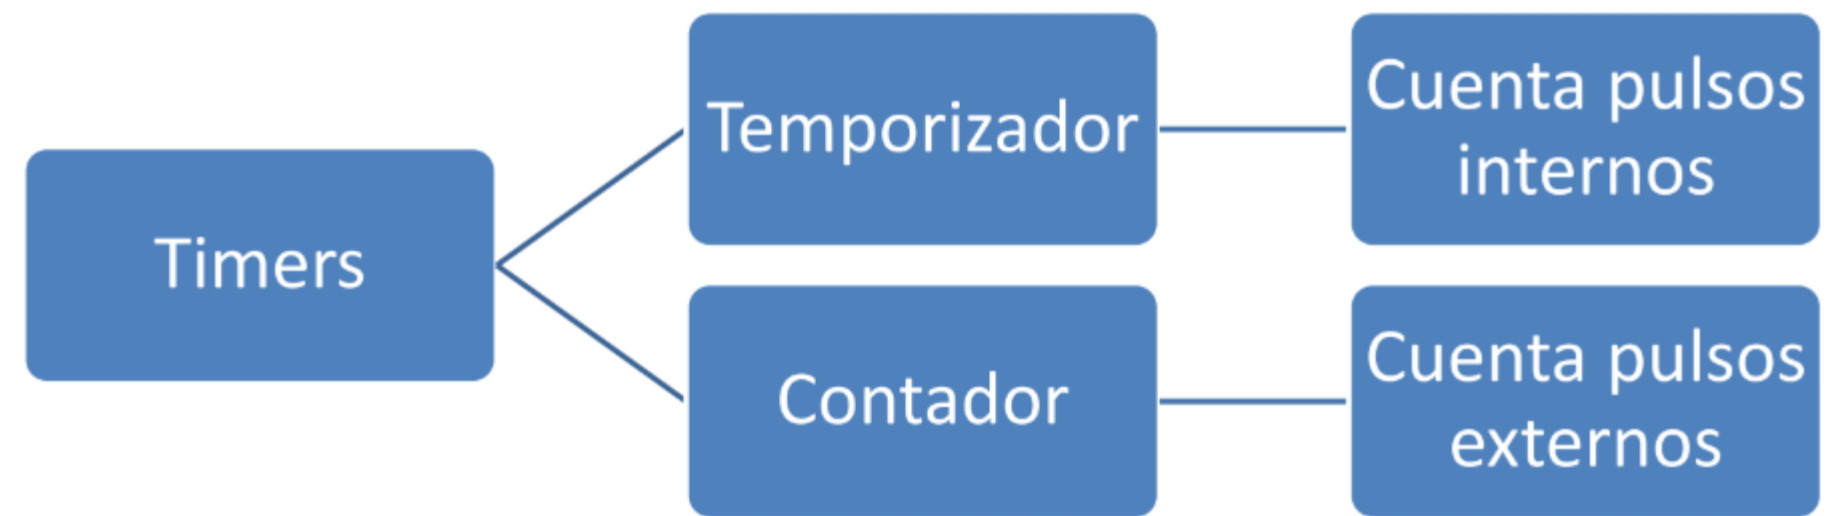 Timers
Temporizador
Cuenta pulsos
internos
Contador
Cuenta pulsos
externos